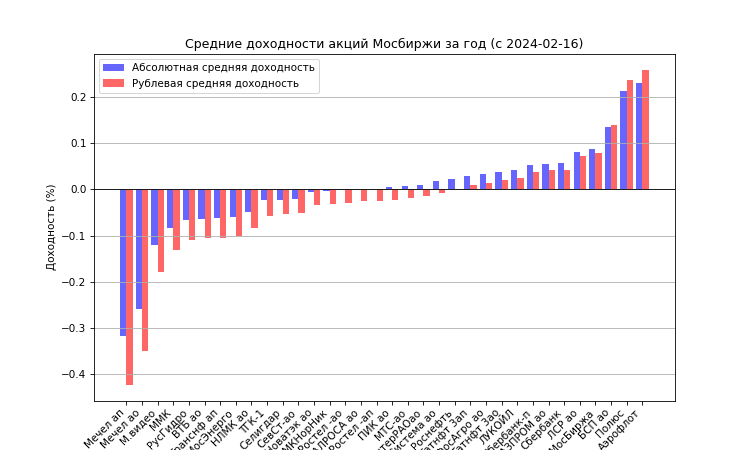 Средние доходности акций Мосбиржи за год (с 2024-02-16)
Абсолютная средняя доходность
Рублевая средняя доходность
Доходность (%)
0.2
0.1
0.0
−0.1
−0.2
−0.3
−0.4
Мечел ап
Мечел ао
М.видео
ММК
РусГидро
ВТБ ао
Транснф ап
МосЭнерго
НЛМК ао
ТГК-1
Селигдар
СевСт-ао
Новатэк ао
ГМКНорНик
Ростел -ао
АЛРОСА ао
Ростел -ап
ПИК ао
МТС-ао
ИнтерРАОао
Система ао
Роснефть
Татнфт 3ап
РосАгро ао
Татнфт 3ао
ЛУКОЙЛ
Сбербанк-п
ГАЗПРОМ ао
Сбербанк
ЛСР ао
МосБиржа
БСП ао
Полюс
Аэрофлот